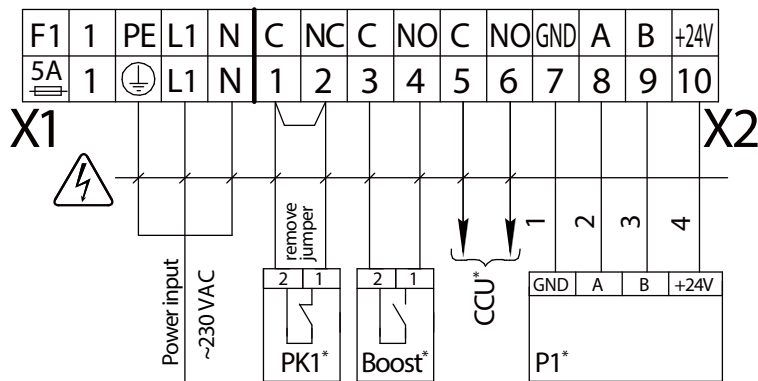 F1 1 PE L1 N C NC C NO C NO GND A B +24V
5A 1 L1 N 1 2 3 4 5 6 7 8 9 10
X1 X2
remove
jumper
1 2 3 4
2 1 2 1
GND A B +24V
Power input
~230 VAC
CCU*
PK1* Boost* P1*